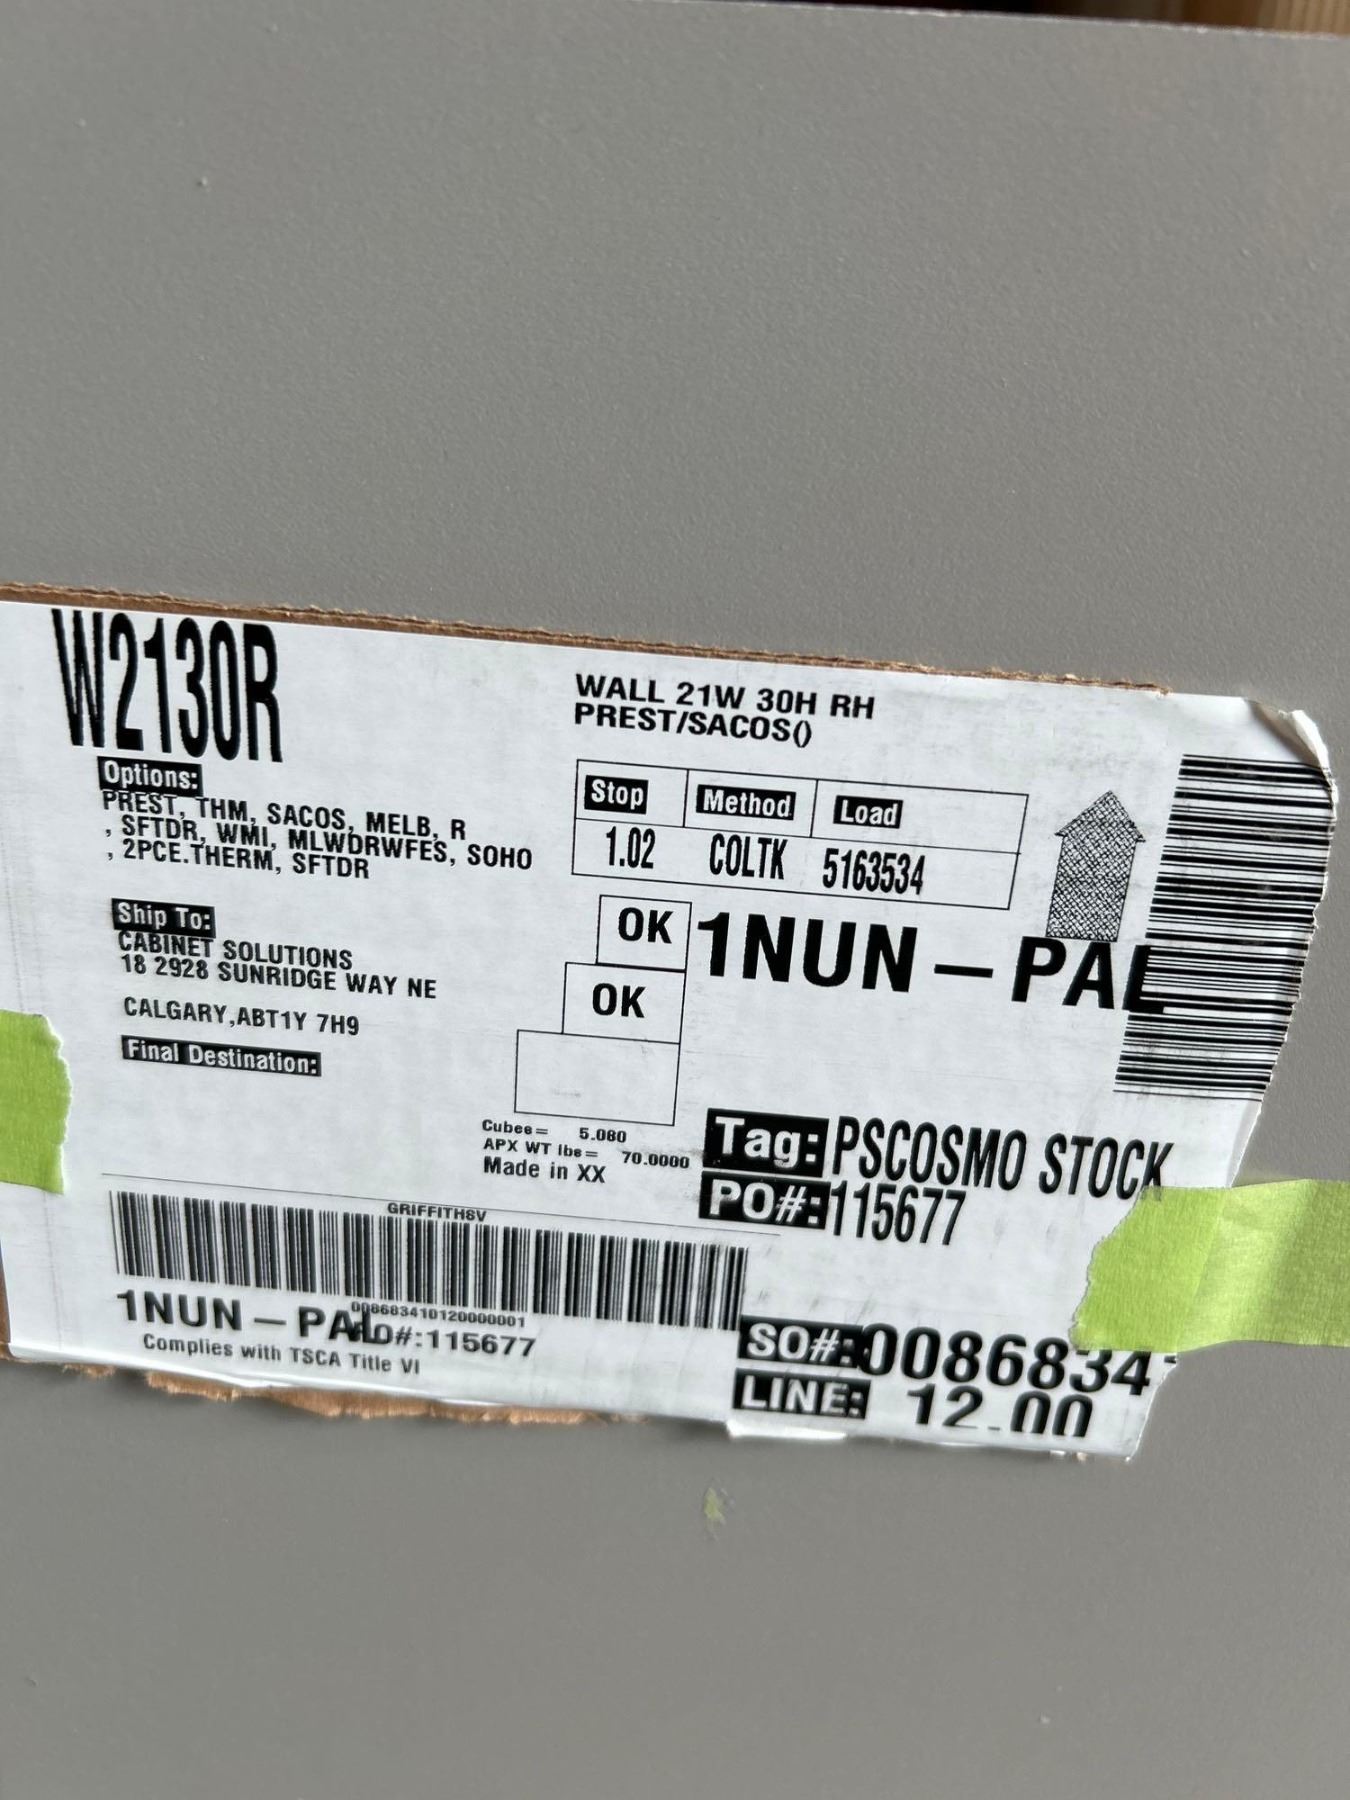 W2130R
WALL 21W 30H RH
PREST/SACOS()
Options:
PREST, THM, SACOS, MELB, R
, SFTDR, WMI, MLWDRWFES, SOHO
, 2PCE.THERM, SFTDR
Stop Method Load
1.02 COLTK 5163534
Ship To:
CABINET SOLUTIONS
18 2928 SUNRIDGE WAY NE
CALGARY,ABT1Y 7H9
Final Destination:
OK
OK
1NUN – PAL
Cubes= 5.080
APX WT lbs= 70.0000
Made in XX
Tag: PSCOSMO STOCK
PO#: 115677
GRIFFITHSV
00868341012000001
1NUN – PAL
PO#:115677
Complies with TSCA Title VI
SO#: 0086834
LINE: 12.00